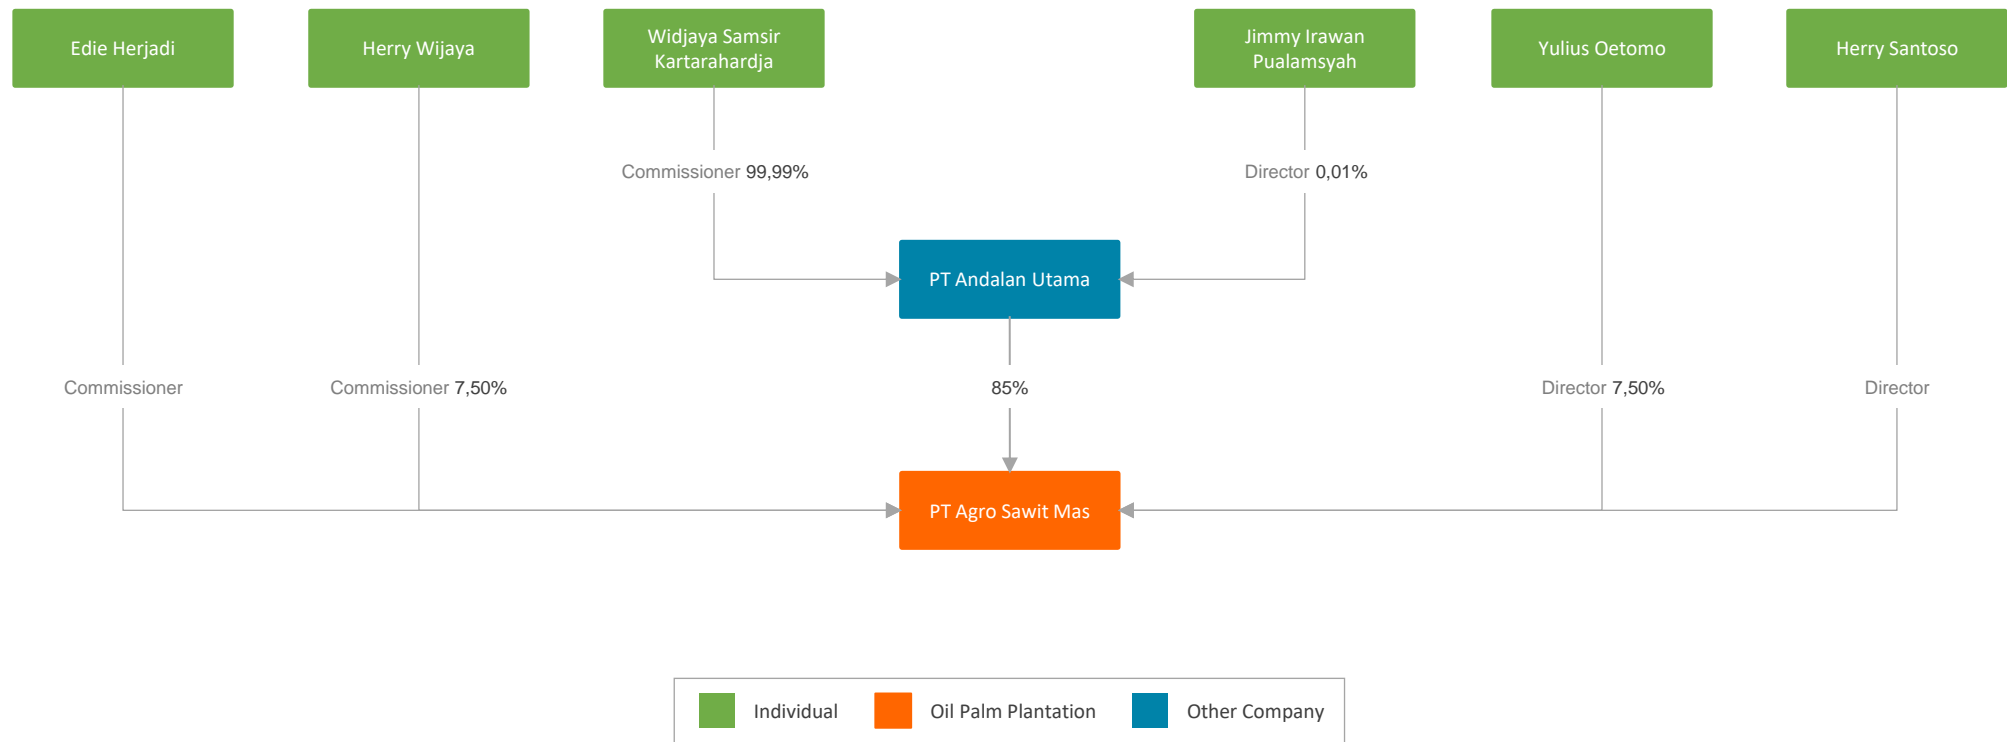 Edie Herjadi
Herry Wijaya
Widjaya Samsir
Kartarahardja
Jimmy Irawan
Pualamsyah
Yulius Oetomo
Herry Santoso
Commissioner 99,99%
Director 0,01%
PT Andalan Utama
Commissioner
Commissioner 7,50%
85%
Director 7,50%
Director
PT Agro Sawit Mas
Individual
Oil Palm Plantation
Other Company